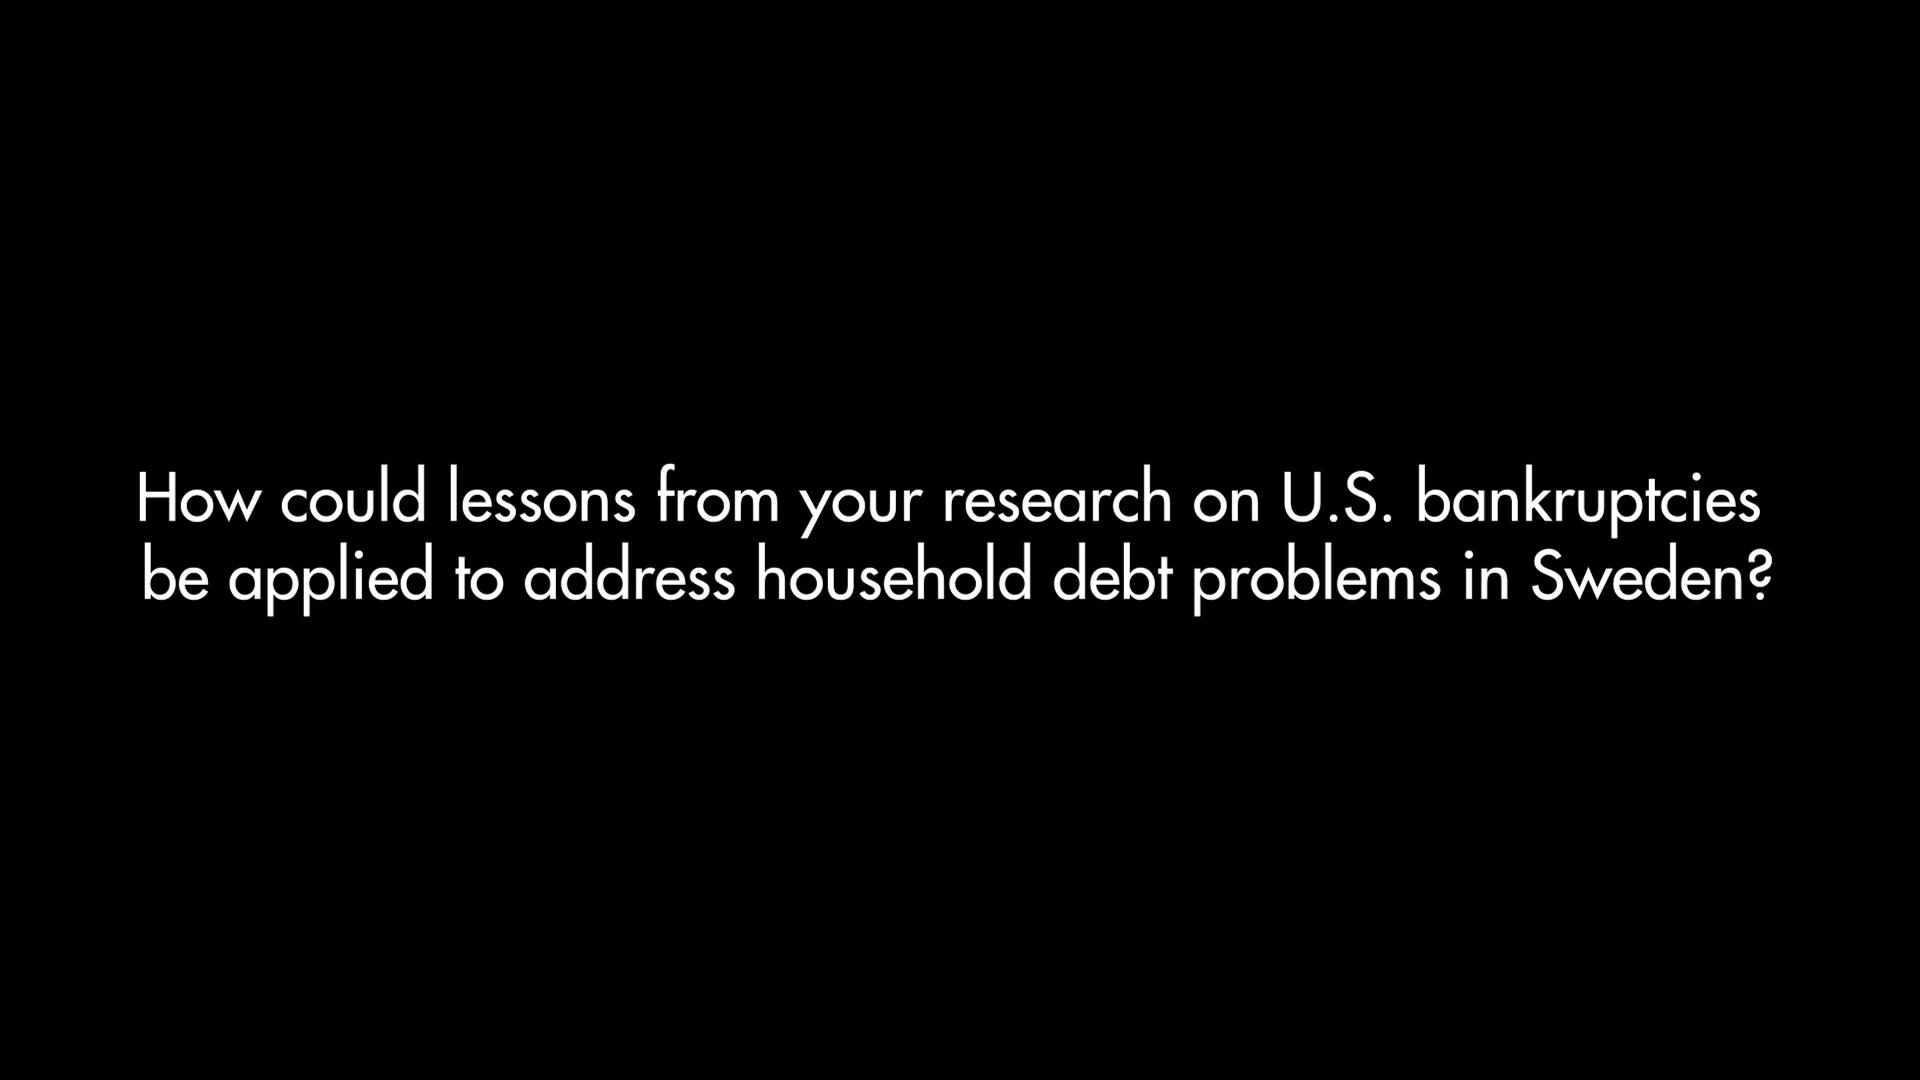 How could lessons from your research on U.S. bankruptcies
be applied to address household debt problems in Sweden?